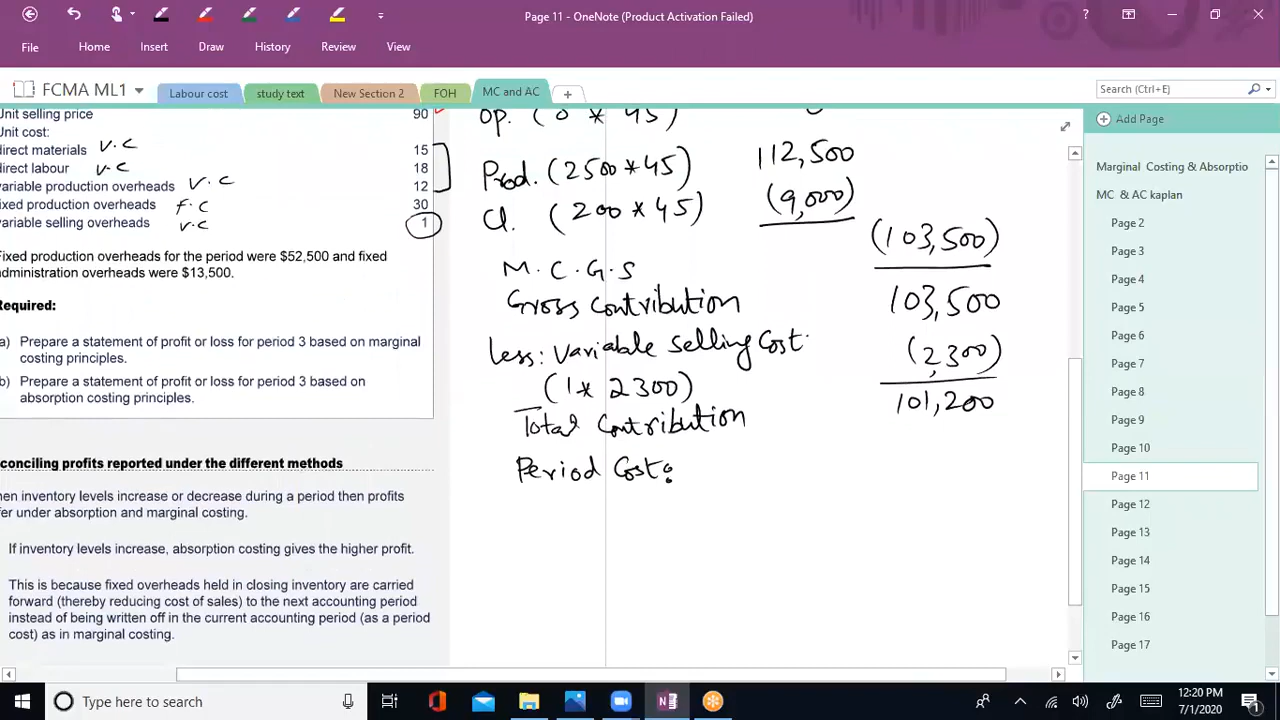 Page 11 - OneNote (Product Activation Failed)
?
File Home Insert Draw History Review View
FCMA ML1
Labour cost
study text
New Section 2
FOH
MC and AC
Search (Ctrl+E)
Unit selling price 90
Unit cost:
direct materials v.c 15
direct labour v.c 18
variable production overheads v.c 12
fixed production overheads f.c 30
variable selling overheads v.c 1
Fixed production overheads for the period were $52,500 and fixed
administration overheads were $13,500.
Required:
a) Prepare a statement of profit or loss for period 3 based on marginal
costing principles.
b) Prepare a statement of profit or loss for period 3 based on
absorption costing principles.
conciling profits reported under the different methods
hen inventory levels increase or decrease during a period then profits
fer under absorption and marginal costing.
If inventory levels increase, absorption costing gives the higher profit.
This is because fixed overheads held in closing inventory are carried
forward (thereby reducing cost of sales) to the next accounting period
instead of being written off in the current accounting period (as a period
cost) as in marginal costing.
Op. (0 * 45) 0
Prod. (2500 * 45) 112,500
Cl. (200 * 45) (9,000)
(103,500)
M.C.G.S
Gross Contribution 103,500
less: Variable Selling Cost
(1 * 2300) (2,300)
Total Contribution 101,200
Period Cost:
Add Page
Marginal Costing & Absorptio
MC & AC kaplan
Page 2
Page 3
Page 4
Page 5
Page 6
Page 7
Page 8
Page 9
Page 10
Page 11
Page 12
Page 13
Page 14
Page 15
Page 16
Page 17
Type here to search
12:20 PM
7/1/2020
1